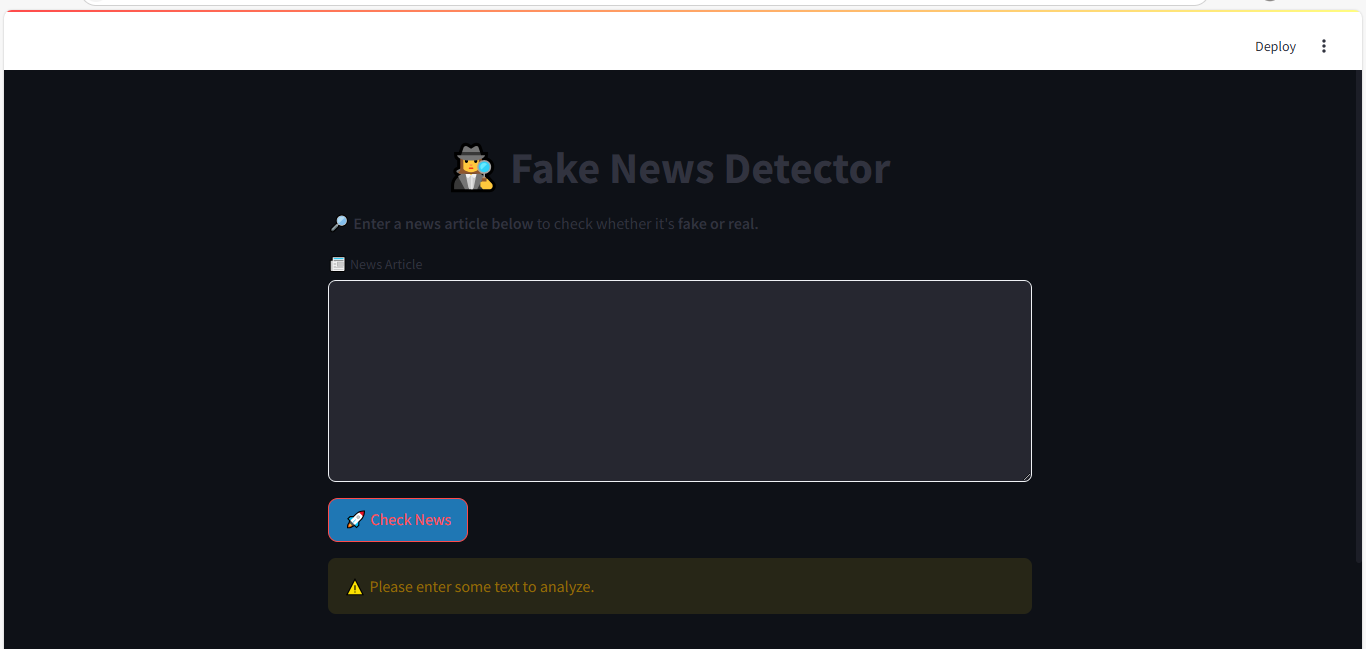 Deploy
Fake News Detector
Enter a news article below to check whether it's fake or real.
News Article
Check News
Please enter some text to analyze.